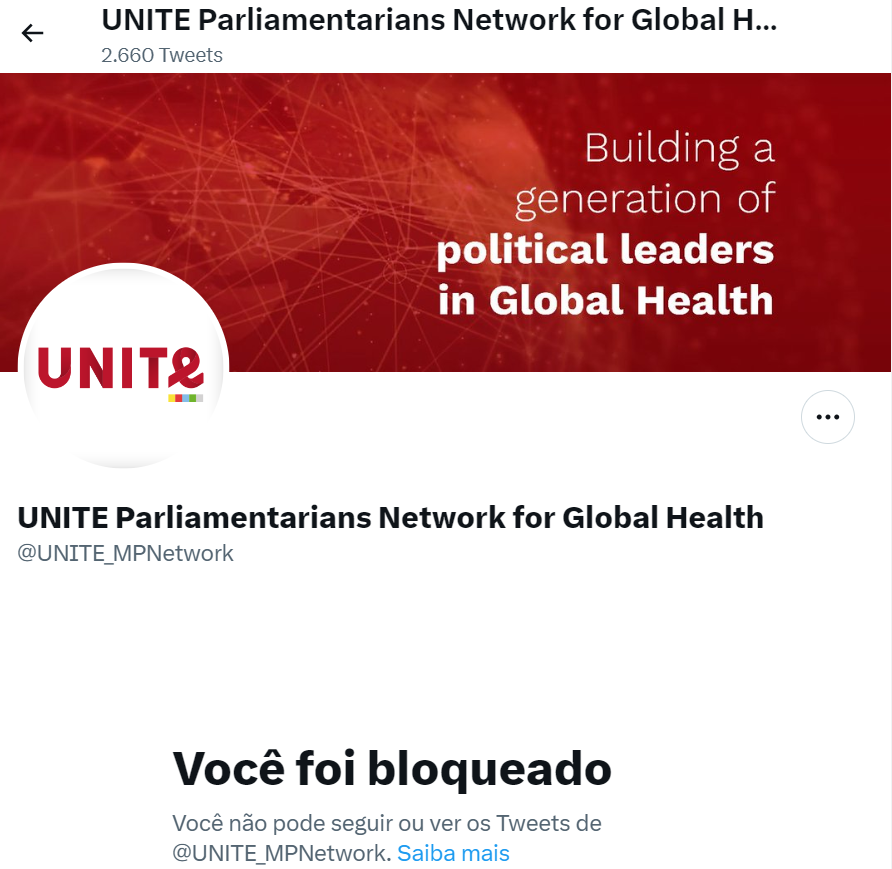 UNITE Parliamentarians Network for Global H...
2.660 Tweets
Building a
generation of
political leaders
in Global Health
UNITE
UNITE Parliamentarians Network for Global Health
@UNITE_MPNetwork
Você foi bloqueado
Você não pode seguir ou ver os Tweets de
@UNITE_MPNetwork. Saiba mais